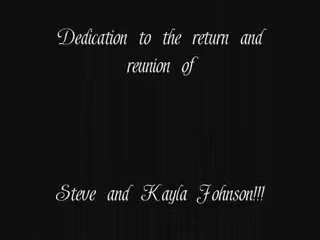 Dedication to the return and
reunion of
Steve and Kayla Johnson!!!